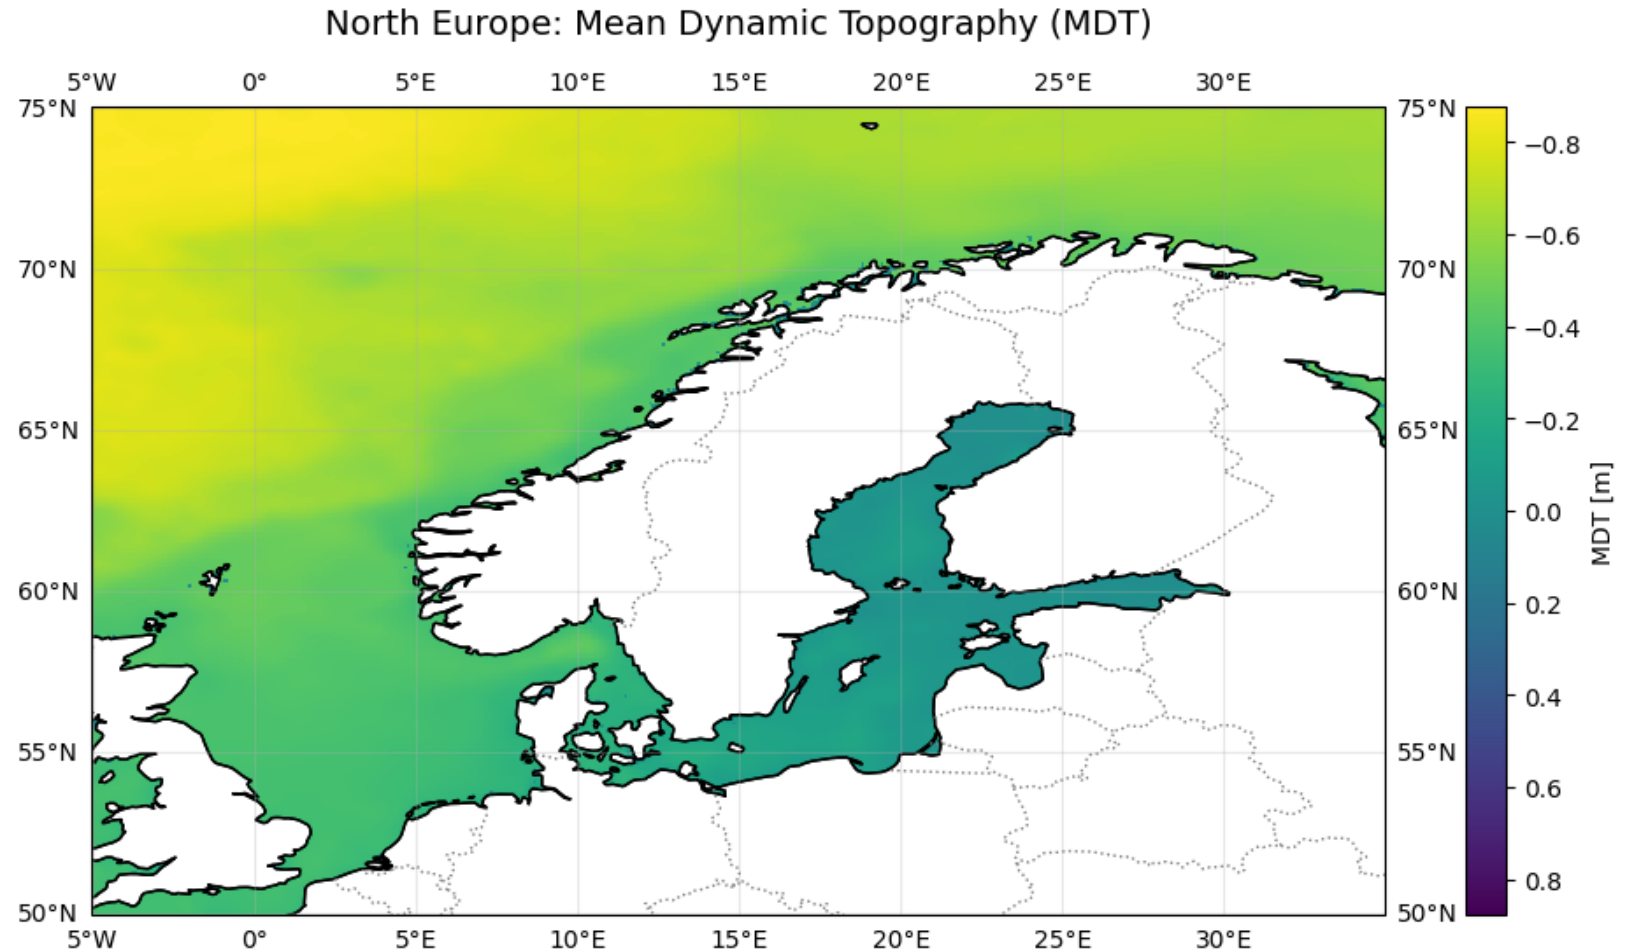 North Europe: Mean Dynamic Topography (MDT)
5°W 0° 5°E 10°E 15°E 20°E 25°E 30°E
75°N 75°N
−0.8
−0.6
70°N 70°N
−0.4
65°N 65°N −0.2
0.0
MDT [m]
60°N 60°N
0.2
0.4
55°N 55°N
0.6
0.8
50°N 50°N
5°W 0° 5°E 10°E 15°E 20°E 25°E 30°E